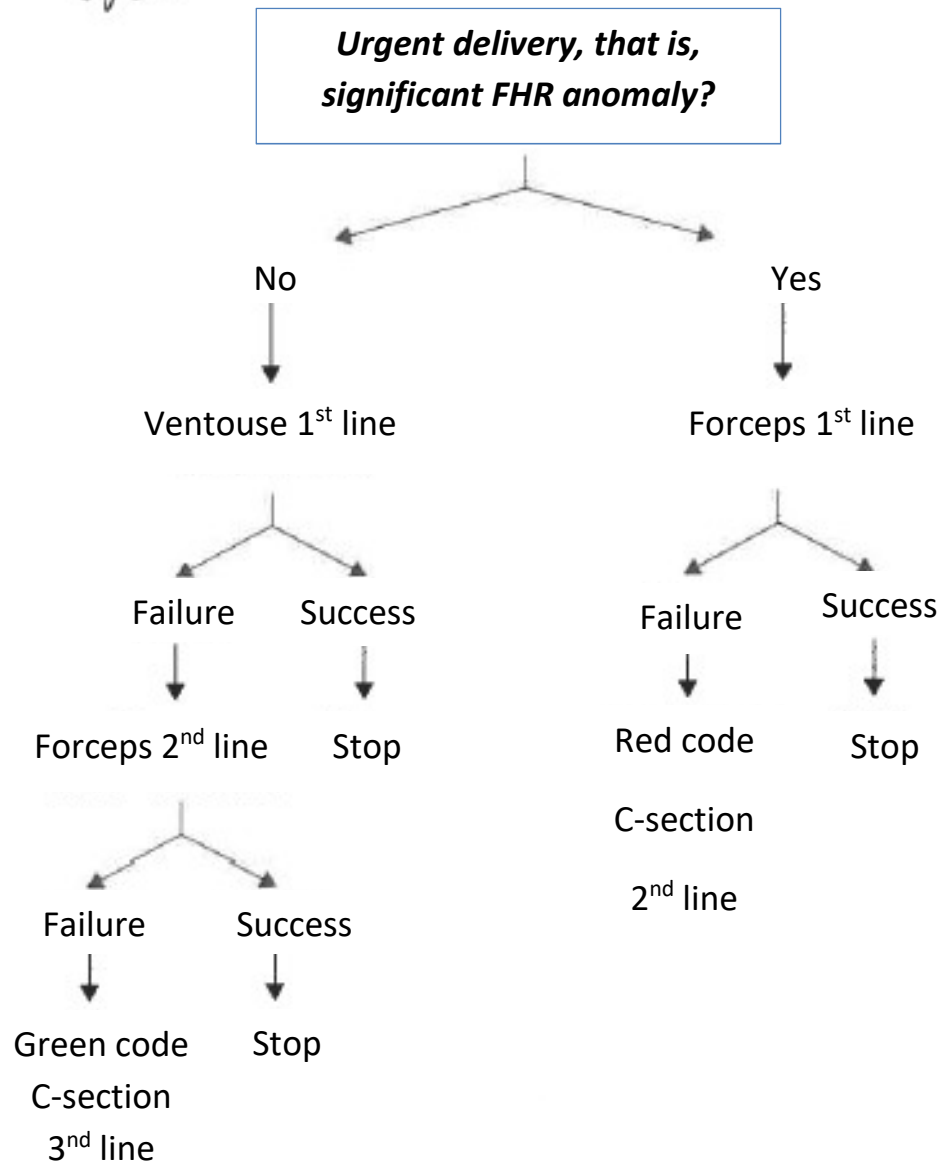 Urgent delivery, that is,
significant FHR anomaly?
No
Yes
Ventouse 1st line
Forceps 1st line
Failure
Success
Failure
Success
Forceps 2nd line
Stop
Red code
C-section
2nd line
Stop
Failure
Success
Green code
C-section
3nd line
Stop